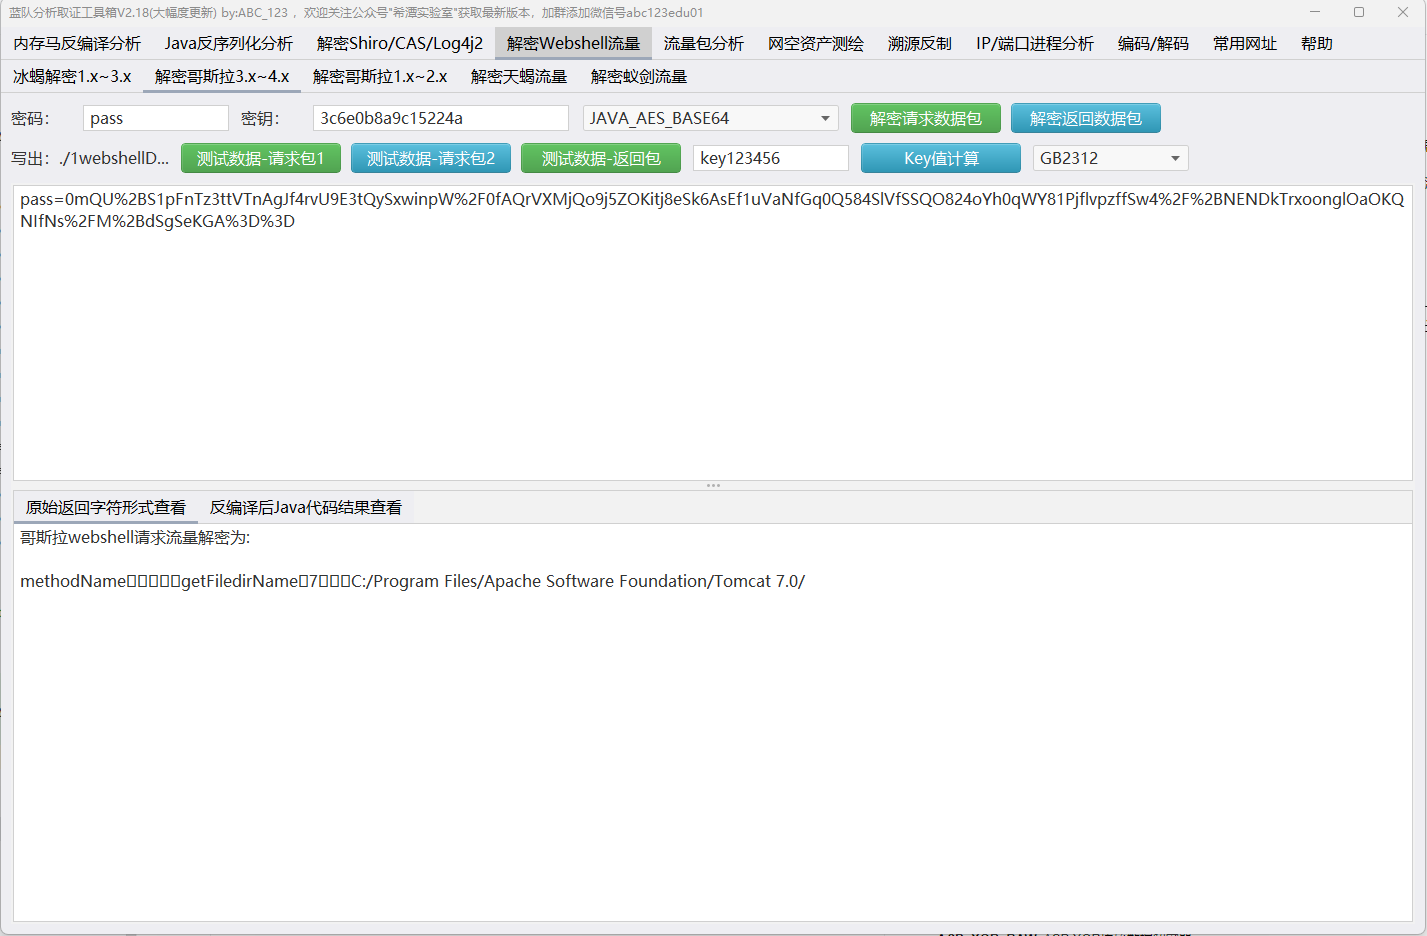 蓝队分析取证工具箱V2.18(大幅度更新) by:ABC_123 ，欢迎关注公众号"希潭实验室"获取最新版本，加群添加微信号abc123edu01
内存马反编译分析 Java反序列化分析 解密Shiro/CAS/Log4j2 解密Webshell流量 流量包分析 网空资产测绘 溯源反制 IP/端口进程分析 编码/解码 常用网址 帮助
冰蝎解密1.x~3.x 解密哥斯拉3.x~4.x 解密哥斯拉1.x~2.x 解密天蝎流量 解密蚁剑流量
密码： pass 密钥： 3c6e0b8a9c15224a JAVA_AES_BASE64 解密请求数据包 解密返回数据包
写出：./1webshellD... 测试数据-请求包1 测试数据-请求包2 测试数据-返回包 key123456 Key值计算 GB2312
pass=0mQU%2BS1pFnTz3ttVTnAgJf4rvU9E3tQySxwinpW%2F0fAQrVXMjQo9j5ZOKitj8eSk6AsEf1uVaNfGq0Q584SlVfSSQO824oYh0qWY81PjflvpzffSw4%2F%2BNENDkTrxoonglOaOKQ
NIfNs%2FM%2BdSgSeKGA%3D%3D
原始返回字符形式查看 反编译后Java代码结果查看
哥斯拉webshell请求流量解密为:
methodName▯▯▯▯▯getFiledirName▯7▯▯▯C:/Program Files/Apache Software Foundation/Tomcat 7.0/